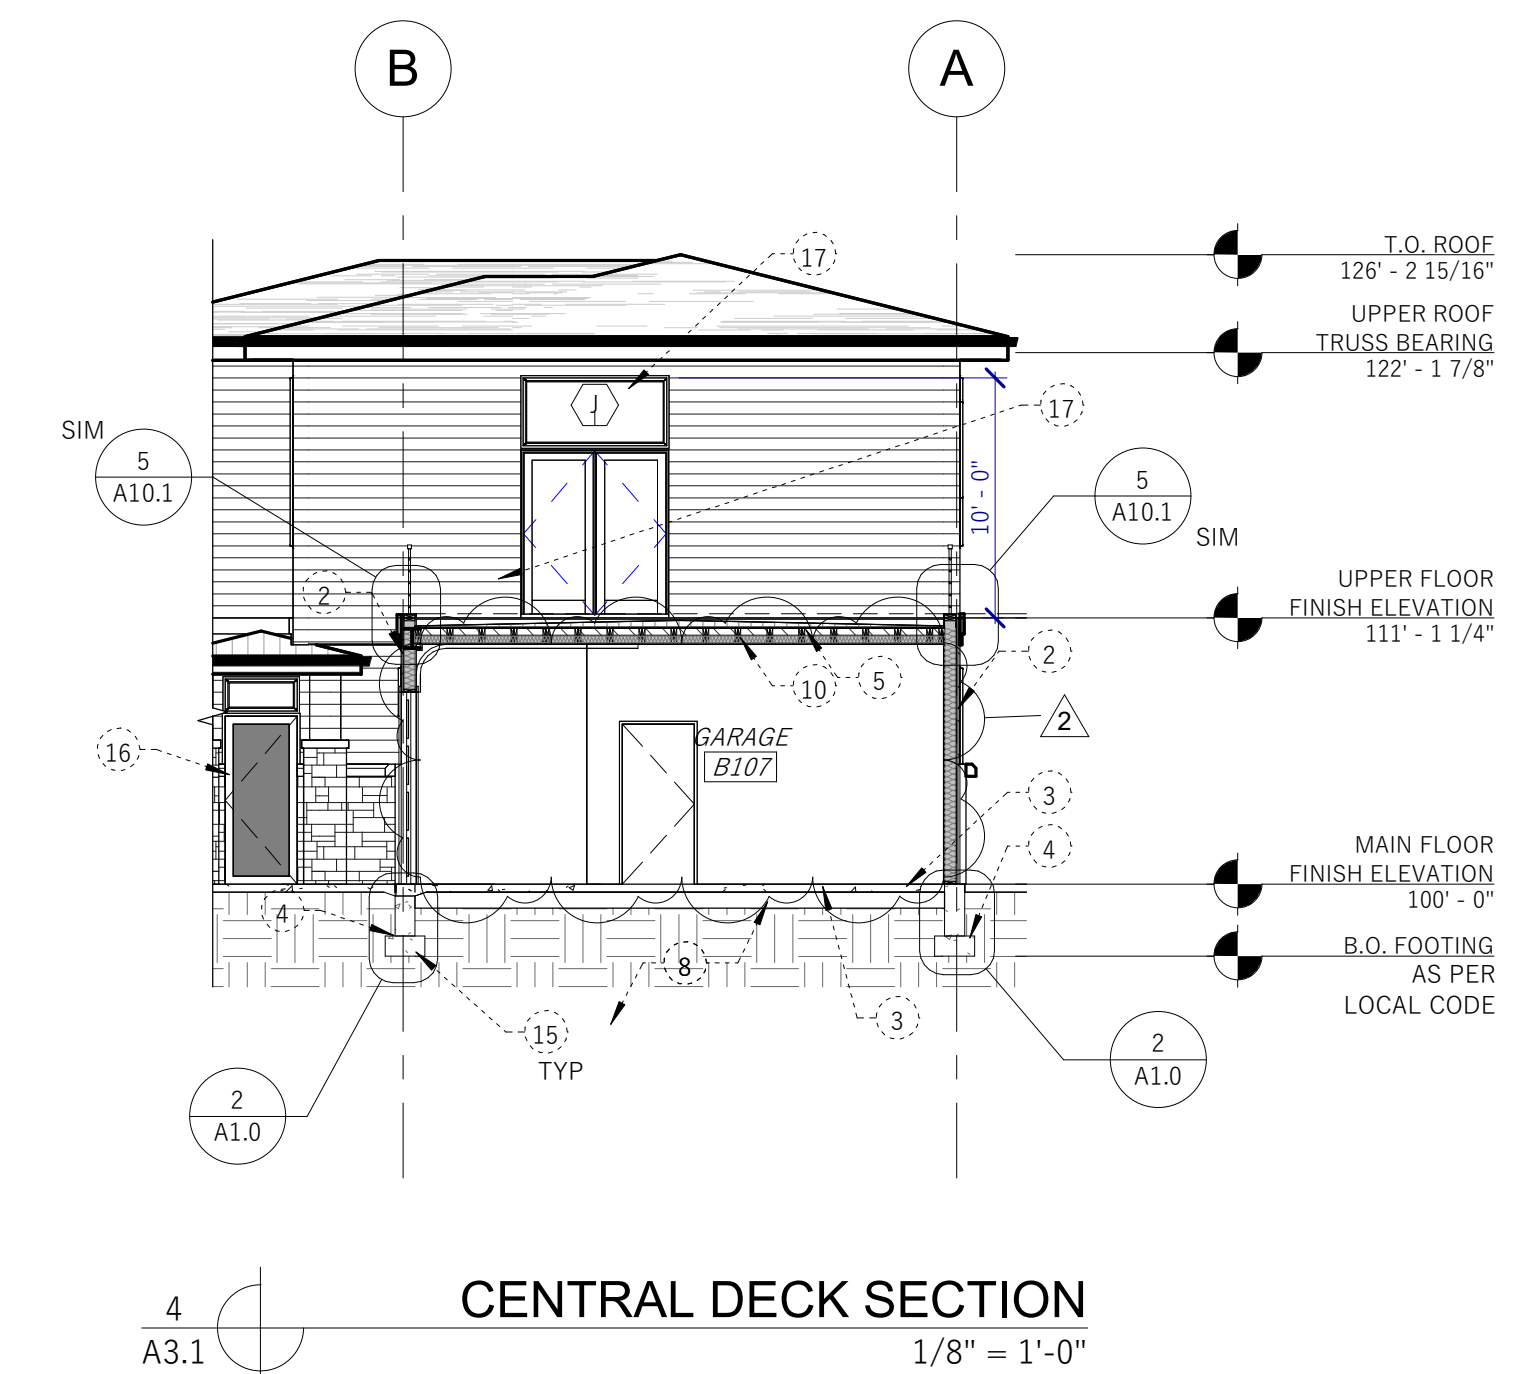 B
A
17
T.O. ROOF
126' - 2 15/16"
UPPER ROOF
TRUSS BEARING
122' - 1 7/8"
J
17
SIM
5
A10.1
10' - 0"
5
A10.1
SIM
2
UPPER FLOOR
FINISH ELEVATION
111' - 1 1/4"
2
10
5
2
GARAGE
B107
16
3
4
MAIN FLOOR
FINISH ELEVATION
100' - 0"
4
8
B.O. FOOTING
AS PER
LOCAL CODE
3
15
TYP
2
A1.0
2
A1.0
4
A3.1
CENTRAL DECK SECTION
1/8" = 1'-0"